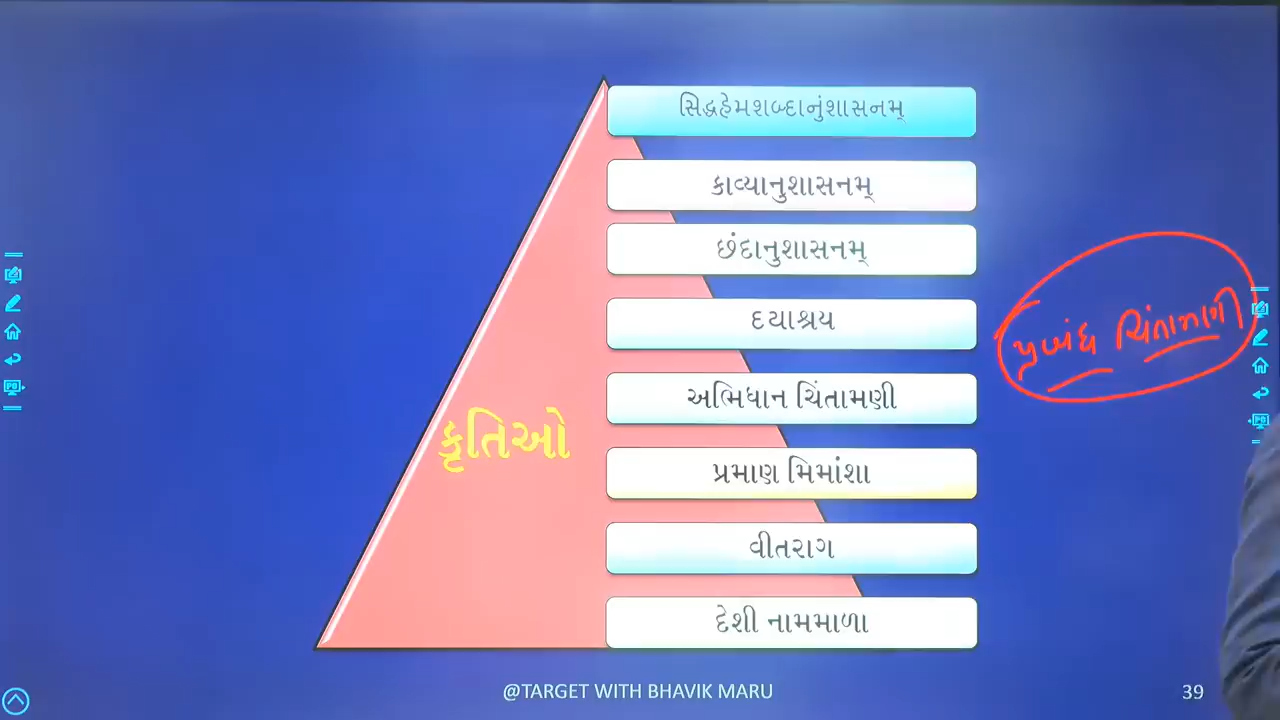 સિદ્ધહેમશબ્દાનુંશાસનમ્
કાવ્યાનુશાસનમ્
છંદાનુશાસનમ્
દયાશ્રય
પ્રબંધ ચિંતામણી
અભિધાન ચિંતામણી
કૃતિઓ
પ્રમાણ મિમાંશા
વીતરાગ
દેશી નામમાળા
@TARGET WITH BHAVIK MARU
39